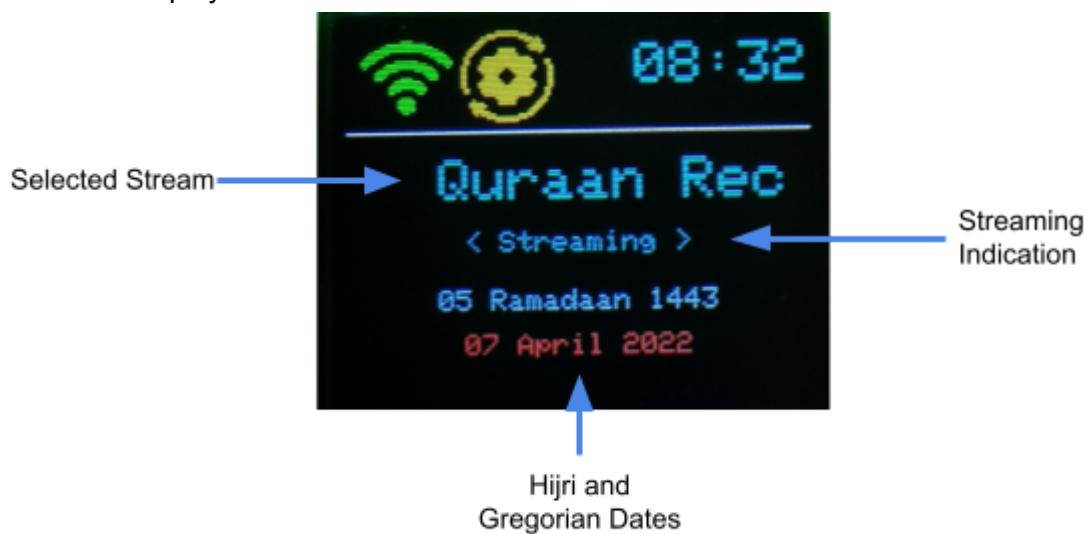 08:32
Selected Stream
Quraan Rec
< Streaming >
Streaming
Indication
05 Ramadaan 1443
07 April 2022
Hijri and
Gregorian Dates